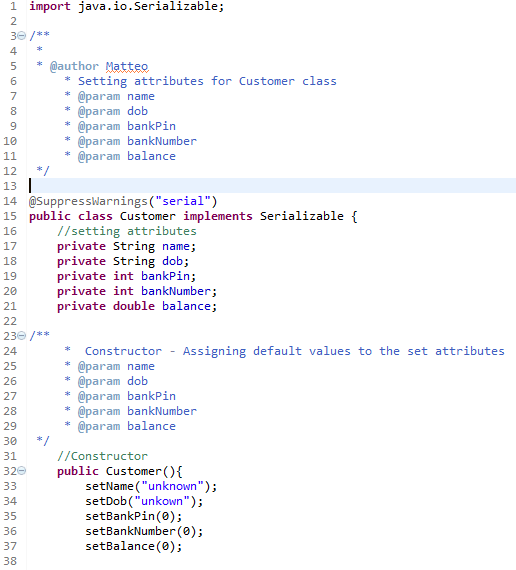 1 import java.io.Serializable;
2
3 /**
4 *
5 * @author Matteo
6 * Setting attributes for Customer class
7 * @param name
8 * @param dob
9 * @param bankPin
10 * @param bankNumber
11 * @param balance
12 */
13
14 @SuppressWarnings("serial")
15 public class Customer implements Serializable {
16 //setting attributes
17 private String name;
18 private String dob;
19 private int bankPin;
20 private int bankNumber;
21 private double balance;
22
23 /**
24 * Constructor - Assigning default values to the set attributes
25 * @param name
26 * @param dob
27 * @param bankPin
28 * @param bankNumber
29 * @param balance
30 */
31 //Constructor
32 public Customer(){
33 setName("unknown");
34 setDob("unkown");
35 setBankPin(0);
36 setBankNumber(0);
37 setBalance(0);
38